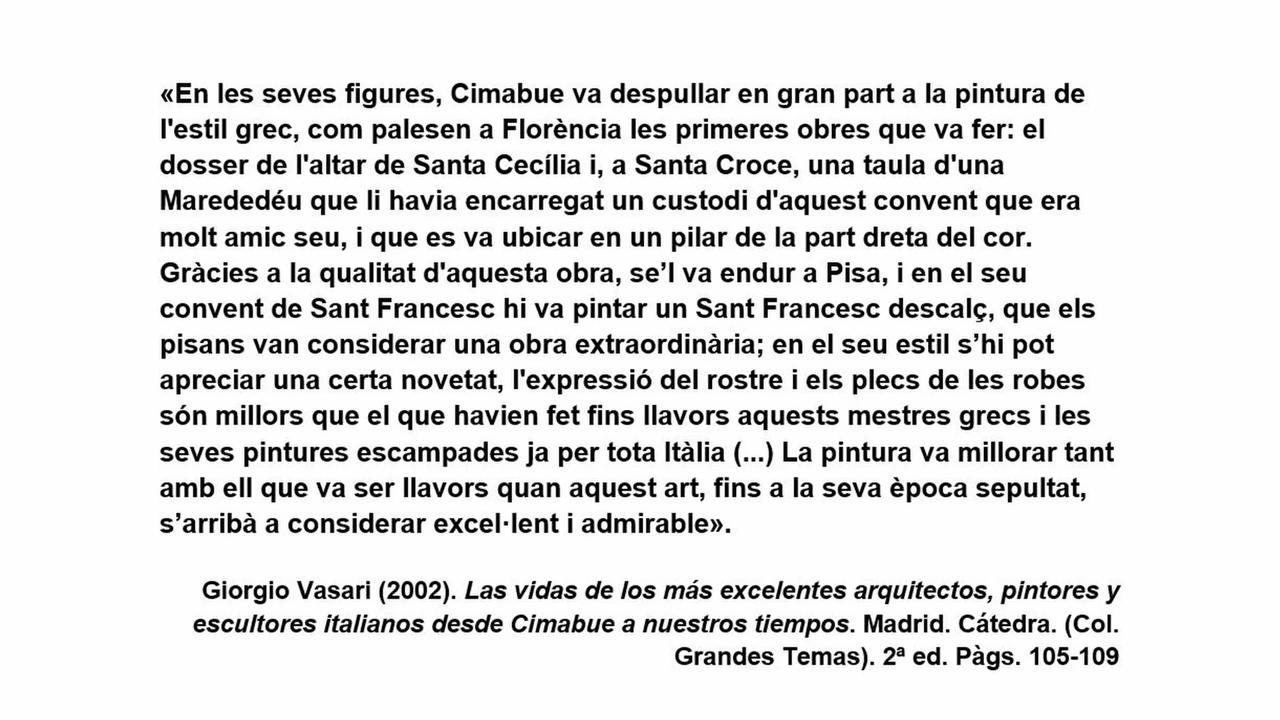 «En les seves figures, Cimabue va despullar en gran part a la pintura de
l'estil grec, com palesen a Florència les primeres obres que va fer: el
dosser de l'altar de Santa Cecília i, a Santa Croce, una taula d'una
Marededéu que li havia encarregat un custodi d'aquest convent que era
molt amic seu, i que es va ubicar en un pilar de la part dreta del cor.
Gràcies a la qualitat d'aquesta obra, se’l va endur a Pisa, i en el seu
convent de Sant Francesc hi va pintar un Sant Francesc descalç, que els
pisans van considerar una obra extraordinària; en el seu estil s’hi pot
apreciar una certa novetat, l'expressió del rostre i els plecs de les robes
són millors que el que havien fet fins llavors aquests mestres grecs i les
seves pintures escampades ja per tota Itàlia (...) La pintura va millorar tant
amb ell que va ser llavors quan aquest art, fins a la seva època sepultat,
s’arribà a considerar excel·lent i admirable».
Giorgio Vasari (2002). Las vidas de los más excelentes arquitectos, pintores y
escultores italianos desde Cimabue a nuestros tiempos. Madrid. Cátedra. (Col.
Grandes Temas). 2ª ed. Pàgs. 105-109